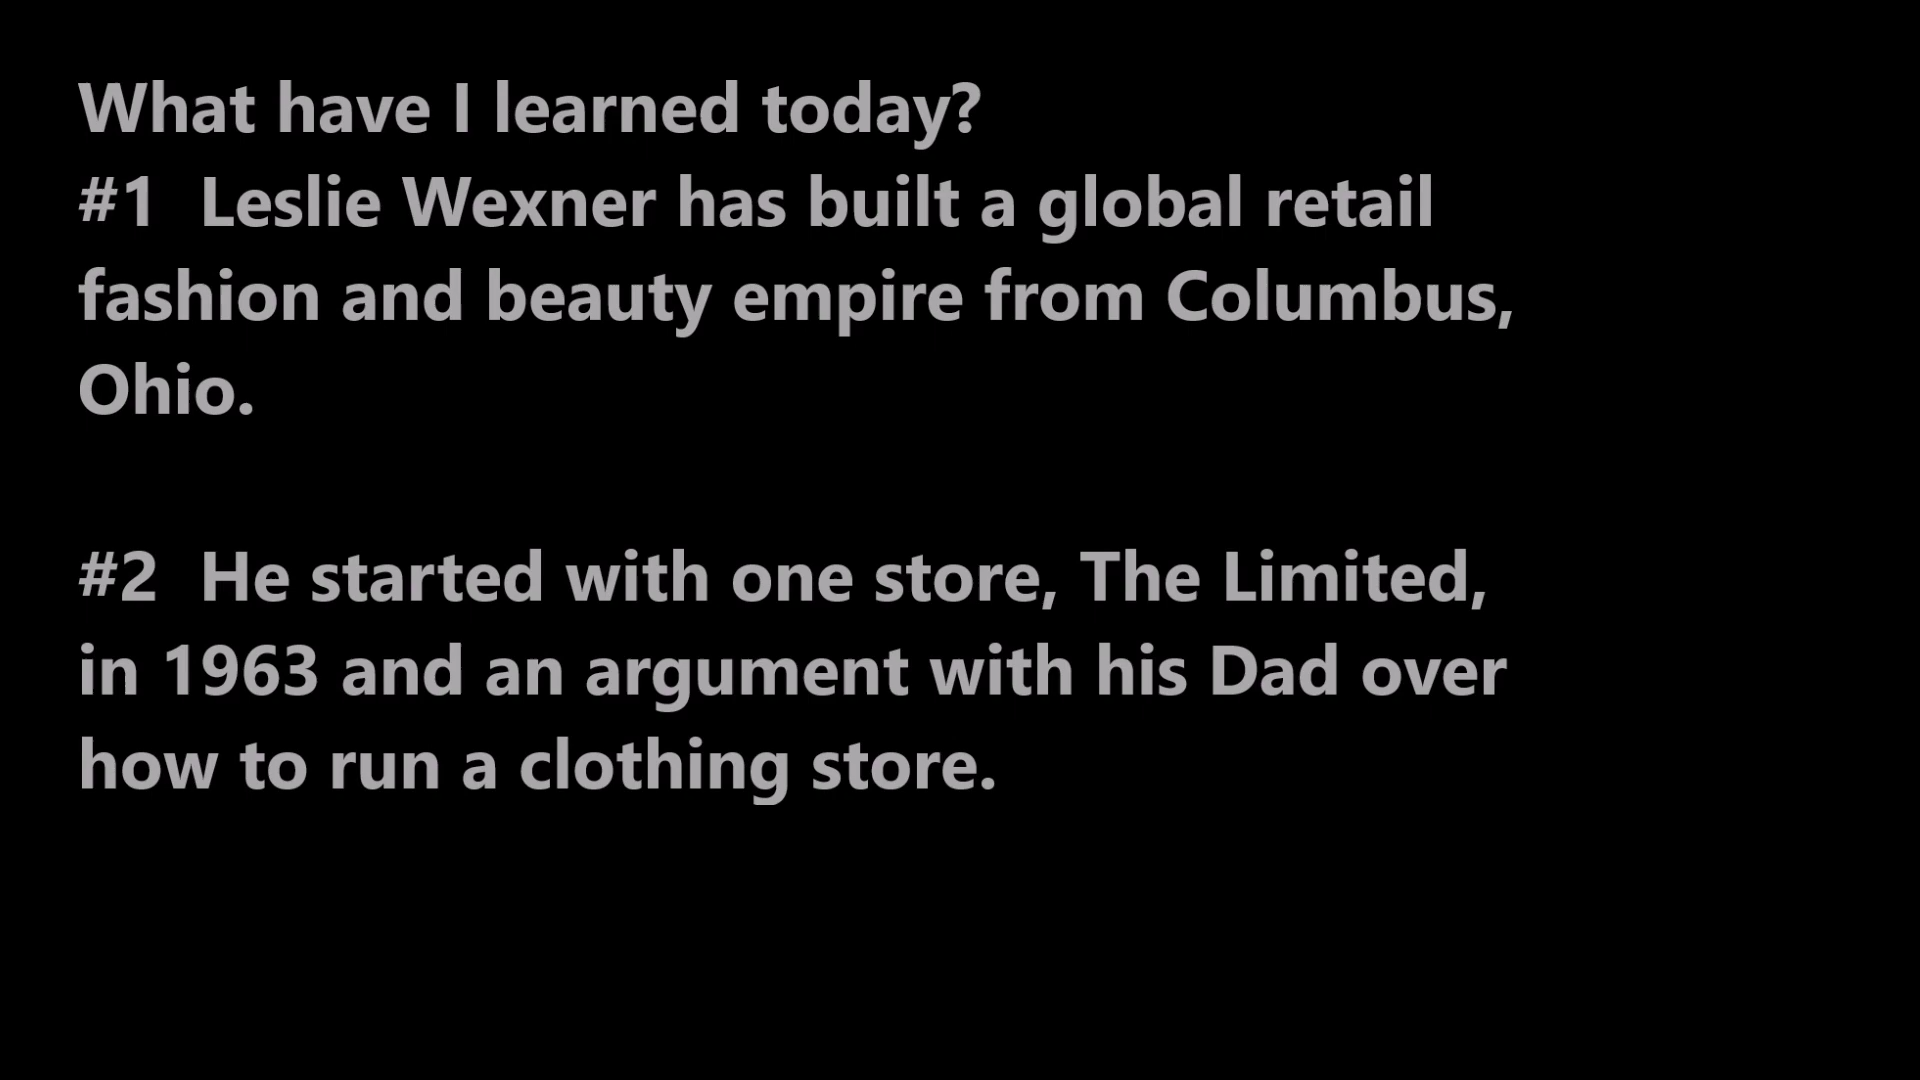 What have I learned today?
#1  Leslie Wexner has built a global retail
fashion and beauty empire from Columbus,
Ohio.
#2  He started with one store, The Limited,
in 1963 and an argument with his Dad over
how to run a clothing store.